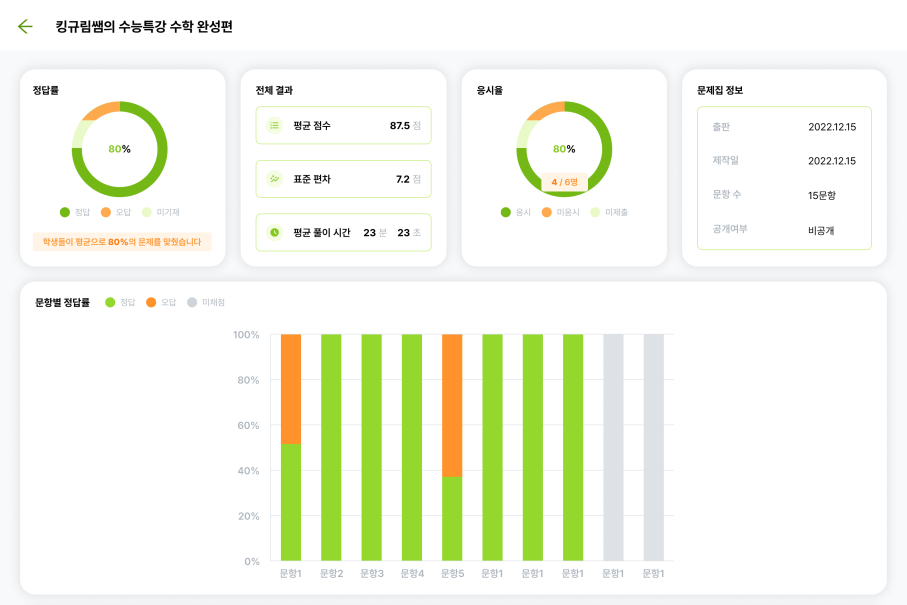 킹규림쌤의 수능특강 수학 완성편
정답률
80%
정답 오답 미기재
학생들이 평균으로 80%의 문제를 맞췄습니다
전체 결과
평균 점수 87.5 점
표준 편차 7.2 점
평균 풀이 시간 23 분 23 초
응시율
80%
4 / 6명
응시 미응시 미제출
문제집 정보
출판 2022.12.15
제작일 2022.12.15
문항 수 15문항
공개여부 비공개
문항별 정답률 정답 오답 미채점
100%
80%
60%
40%
20%
0%
문항1 문항2 문항3 문항4 문항5 문항1 문항1 문항1 문항1 문항1